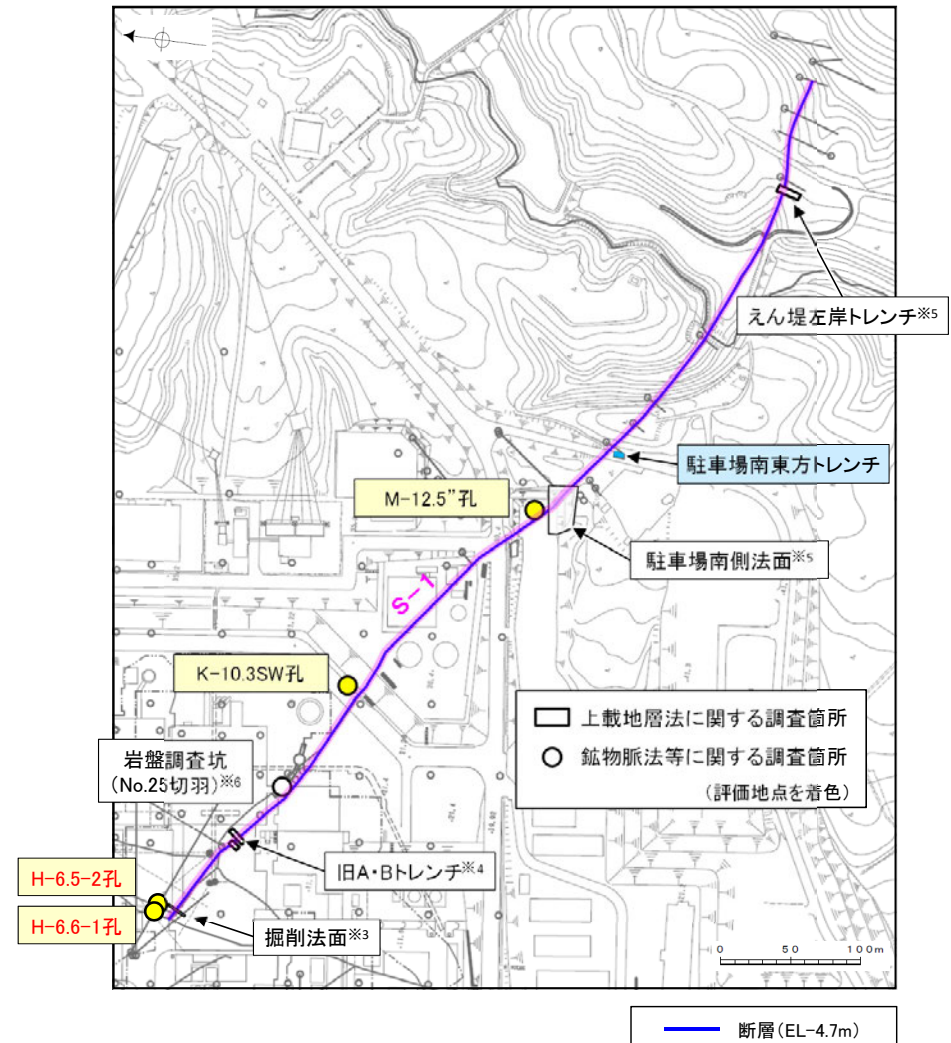 えん堤左岸トレンチ※5
駐車場南東方トレンチ
M-12.5”孔
駐車場南側法面※5
S-1
K-10.3SW孔
上載地層法に関する調査箇所
鉱物脈法等に関する調査箇所
(評価地点を着色)
岩盤調査坑
(No.25切羽)※6
旧A・Bトレンチ※4
H-6.5-2孔
H-6.6-1孔
掘削法面※3
0 50 100m
断層(EL-4.7m)